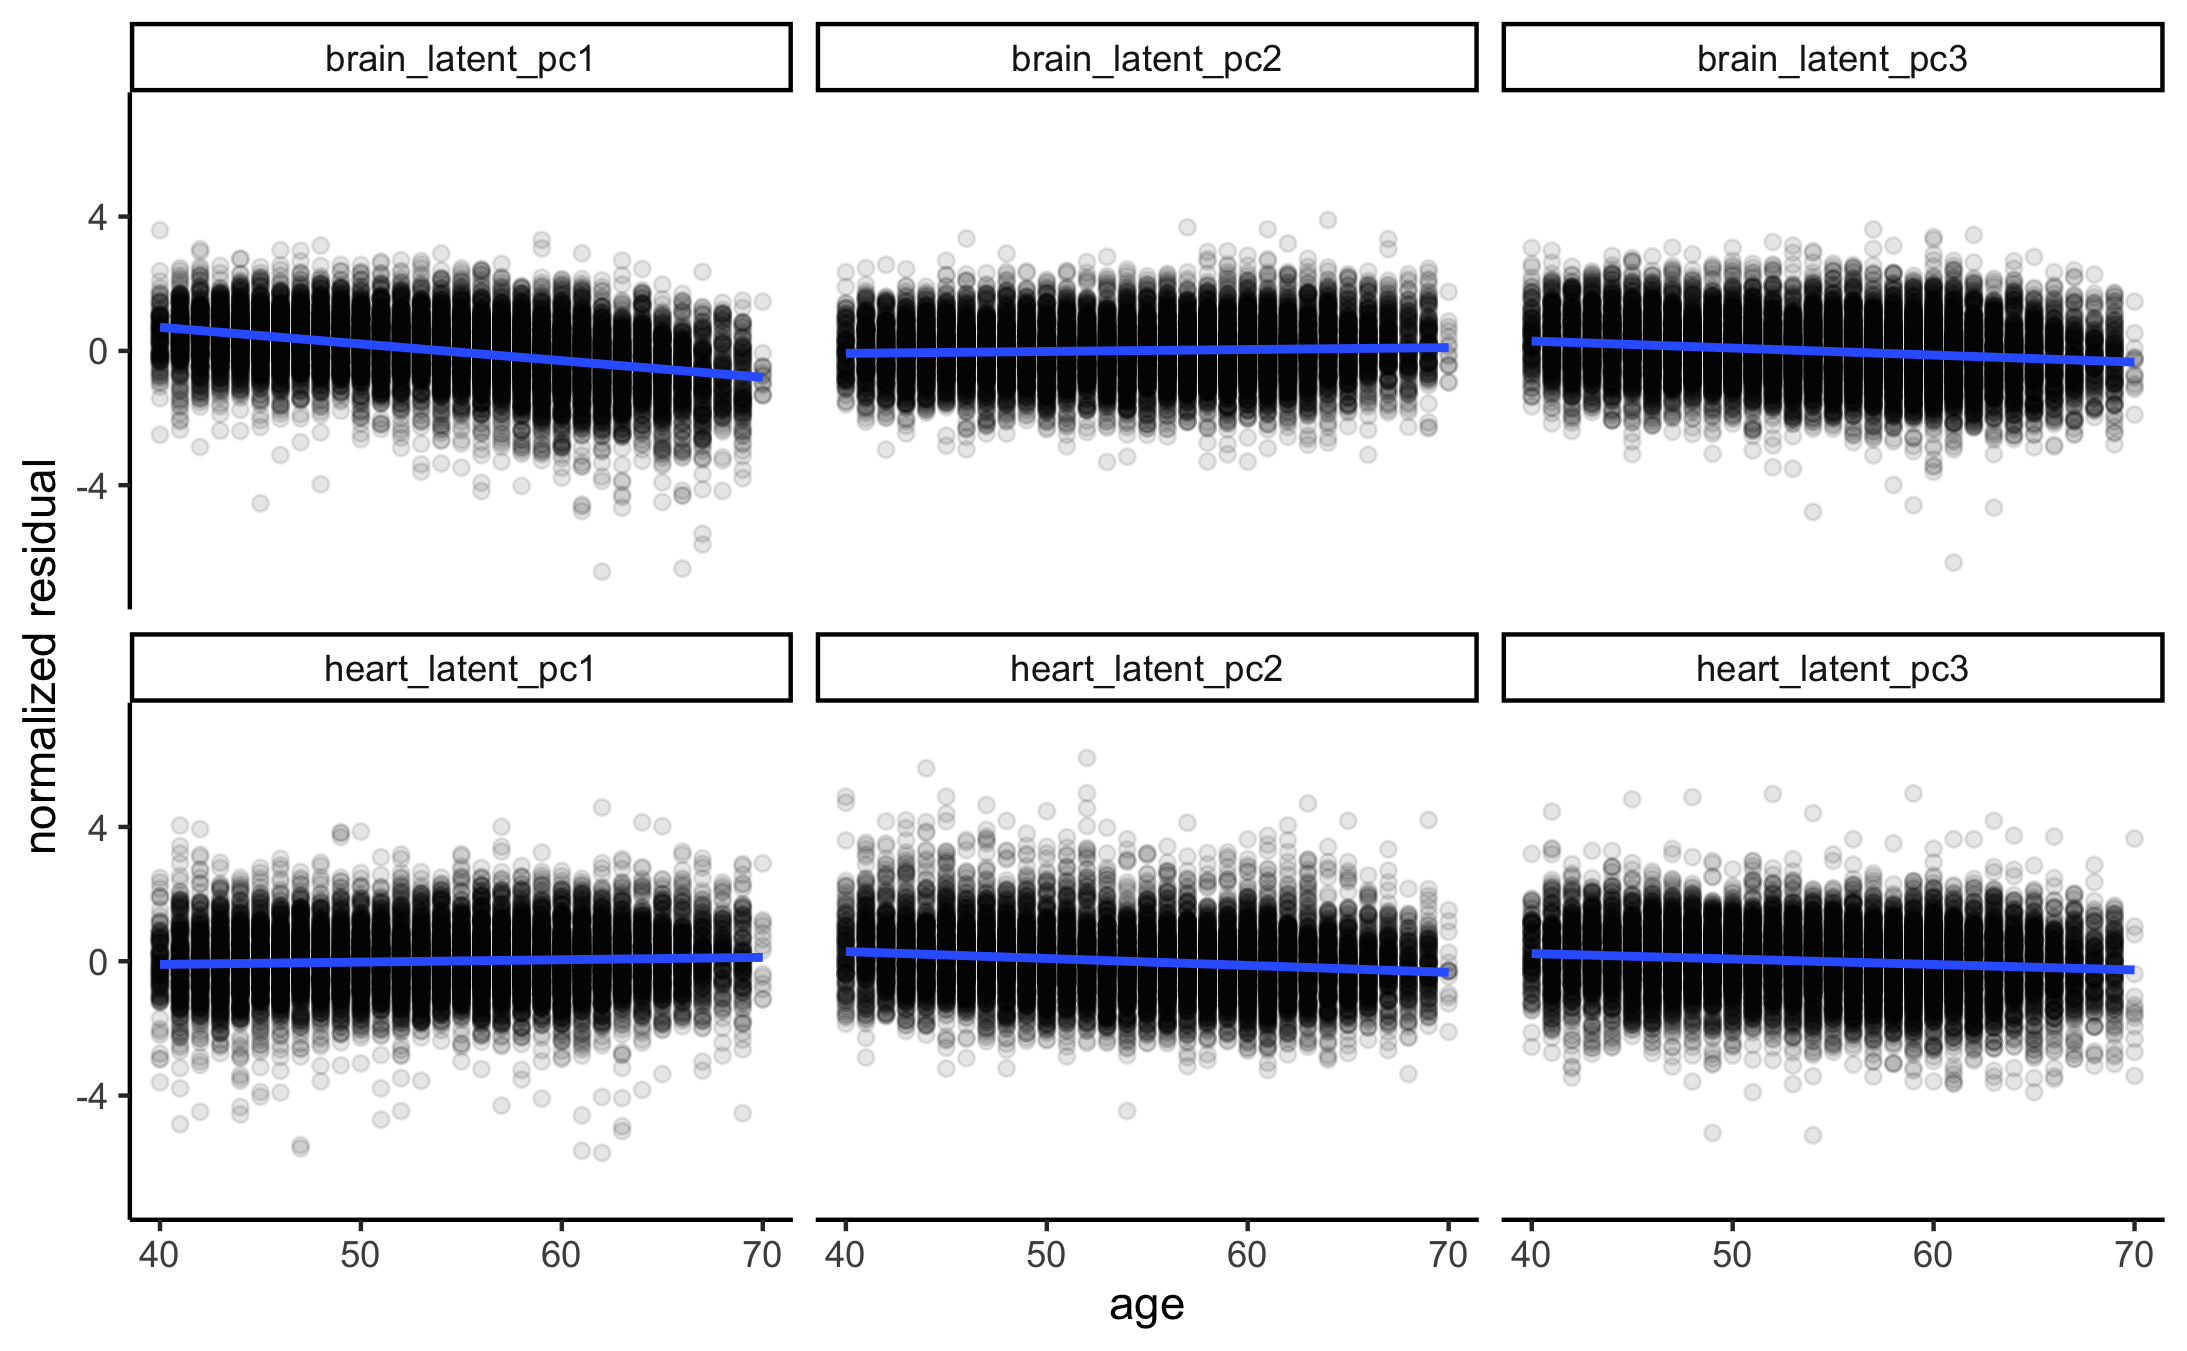 brain_latent_pc1
brain_latent_pc2
brain_latent_pc3
4
0
-4
normalized residual
heart_latent_pc1
heart_latent_pc2
heart_latent_pc3
4
0
-4
40 50 60 70
40 50 60 70
40 50 60 70
age